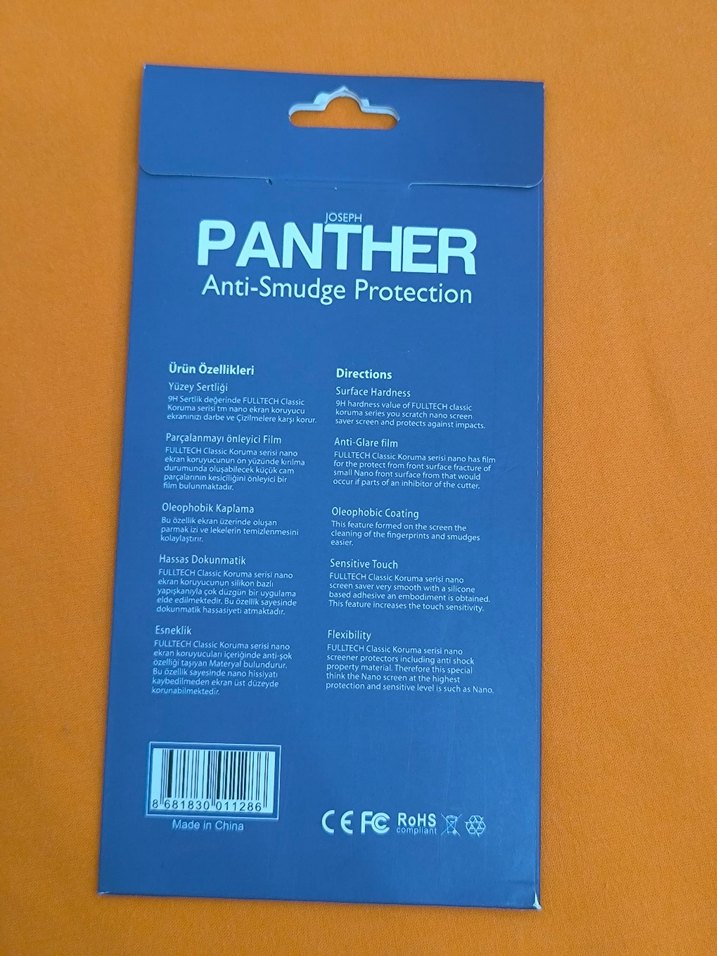 JOSEPH
PANTHER
Anti-Smudge Protection
Ürün Özellikleri
Yüzey Sertliği
9H Sertlik değerinde FULLTECH Classic
Koruma serisi tm nano ekran koruyucu
ekranınızı darbe ve Çizilmelere karşı korur.
Parçalanmayı önleyici Film
FULLTECH Classic Koruma serisi nano
ekran koruyucunun ön yüzünde kırılma
durumunda oluşabilecek küçük cam
parçalarının kesiciliğini önleyici bir
film bulunmaktadır.
Oleophobik Kaplama
Bu özellik ekran üzerinde oluşan
parmak izi ve lekelerin temizlenmesini
kolaylaştırır.
Hassas Dokunmatik
FULLTECH Classic Koruma serisi nano
ekran koruyucunun silikon bazlı
yapışkanıyla çok düzgün bir uygulama
elde edilmektedir. Bu özellik sayesinde
dokunmatik hassasiyeti atmaktadır.
Esneklik
FULLTECH Classic Koruma serisi nano
ekran koruyucuları içeriğinde anti-şok
özelliği taşıyan Materyal bulundurur.
Bu özellik sayesinde nano hissiyatı
kaybedilmeden ekran üst düzeyde
korunabilmektedir.
Directions
Surface Hardness
9H hardness value of FULLTECH classic
koruma series you scratch nano screen
saver screen and protects against impacts.
Anti-Glare film
FULLTECH Classic Koruma serisi nano has film
for the protect from front surface fracture of
small Nano front surface from that would
occur if parts of an inhibitor of the cutter.
Oleophobic Coating
This feature formed on the screen the
cleaning of the fingerprints and smudges
easier.
Sensitive Touch
FULLTECH Classic Koruma serisi nano
screen saver very smooth with a silicone
based adhesive an embodiment is obtained.
This feature increases the touch sensitivity.
Flexibility
FULLTECH Classic Koruma serisi nano
screener protectors including anti shock
property material. Therefore this special
think the Nano screen at the highest
protection and sensitive level is such as Nano.
8 681830 011286
Made in China
CE FC RoHS
compliant